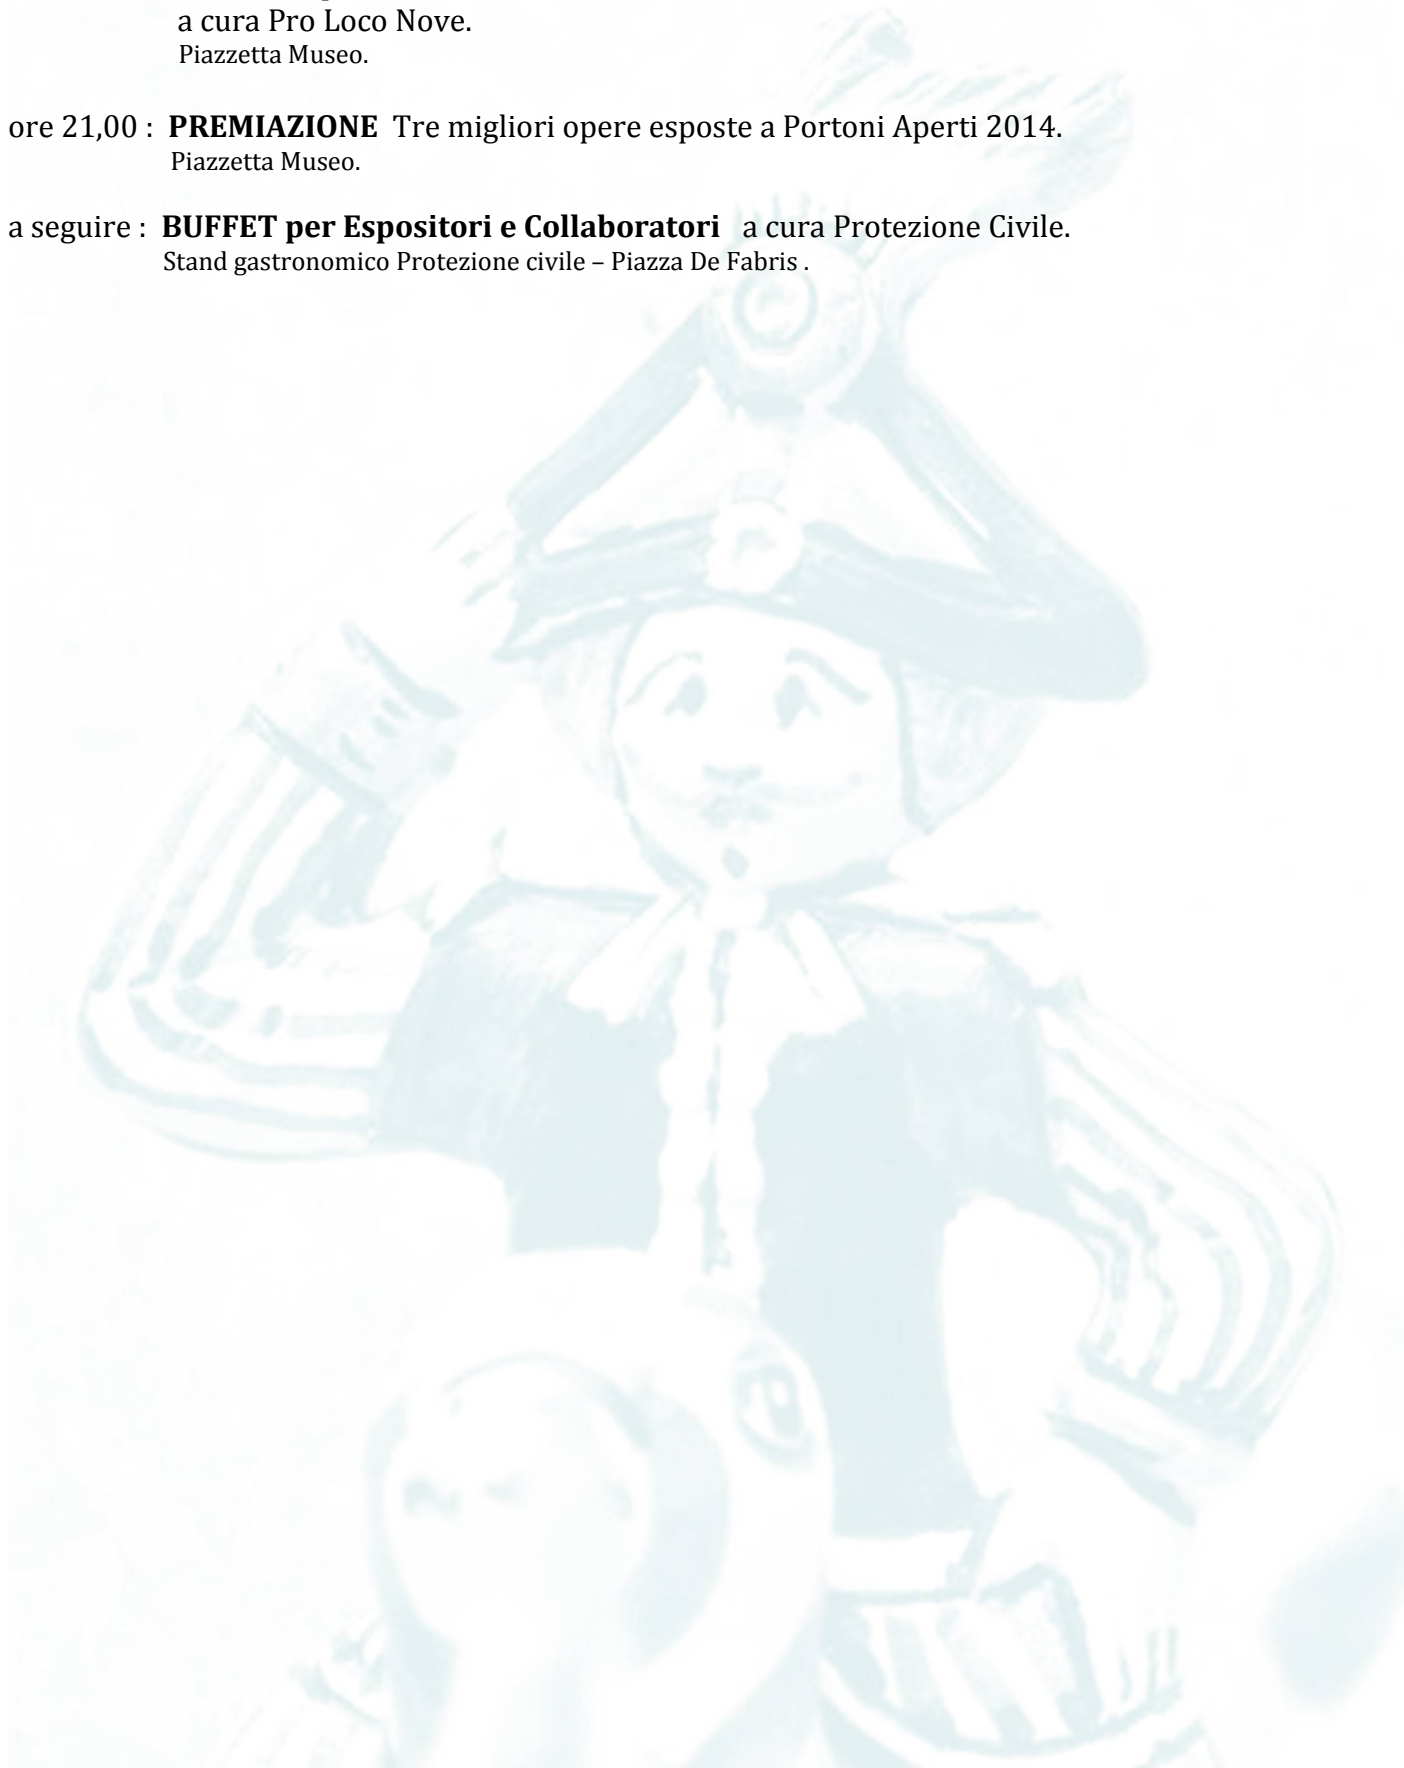 a cura Pro Loco Nove.
Piazzetta Museo.
ore 21,00 : PREMIAZIONE Tre migliori opere esposte a Portoni Aperti 2014.
Piazzetta Museo.
a seguire : BUFFET per Espositori e Collaboratori a cura Protezione Civile.
Stand gastronomico Protezione civile – Piazza De Fabris .